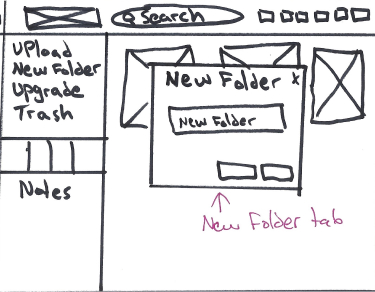 Search
Upload
New Folder
Upgrade
Trash
Notes
New Folder x
New Folder
New Folder tab